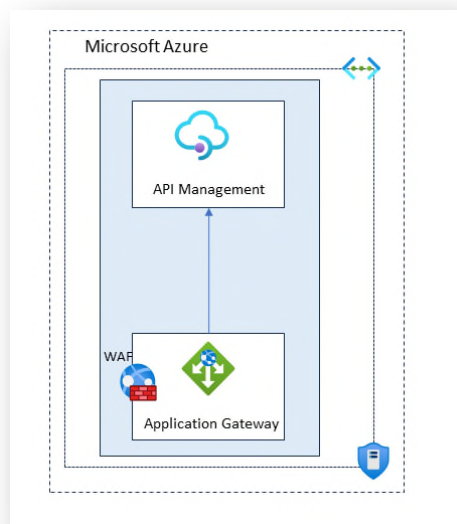 Microsoft Azure
API Management
WAF
Application Gateway